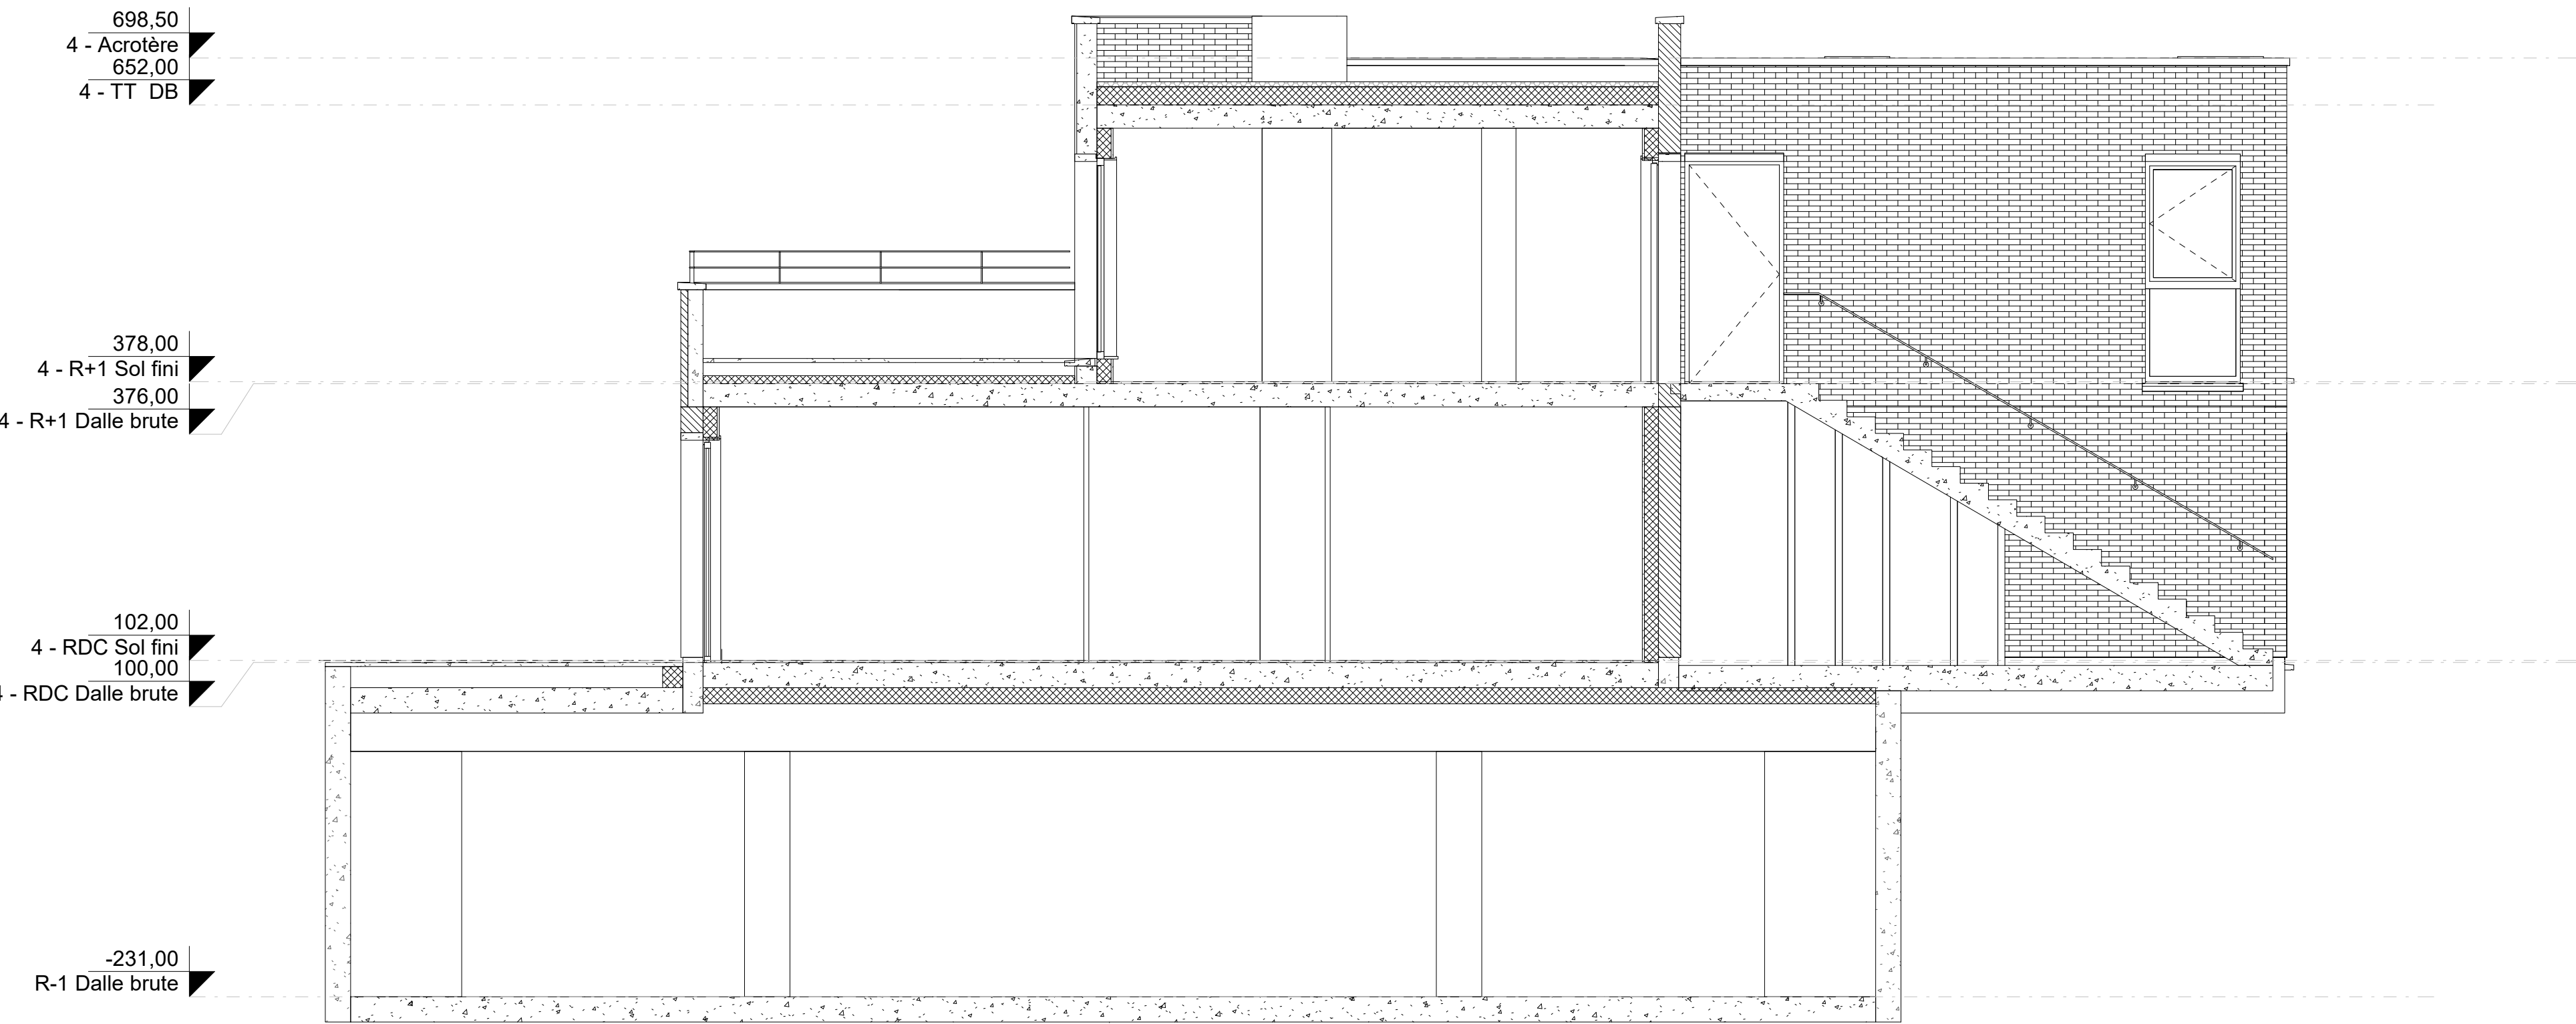 698,50
4 - Acrotère
652,00
4 - TT  DB
378,00
4 - R+1 Sol fini
376,00
4 - R+1 Dalle brute
102,00
4 - RDC Sol fini
100,00
- RDC Dalle brute
-231,00
R-1 Dalle brute